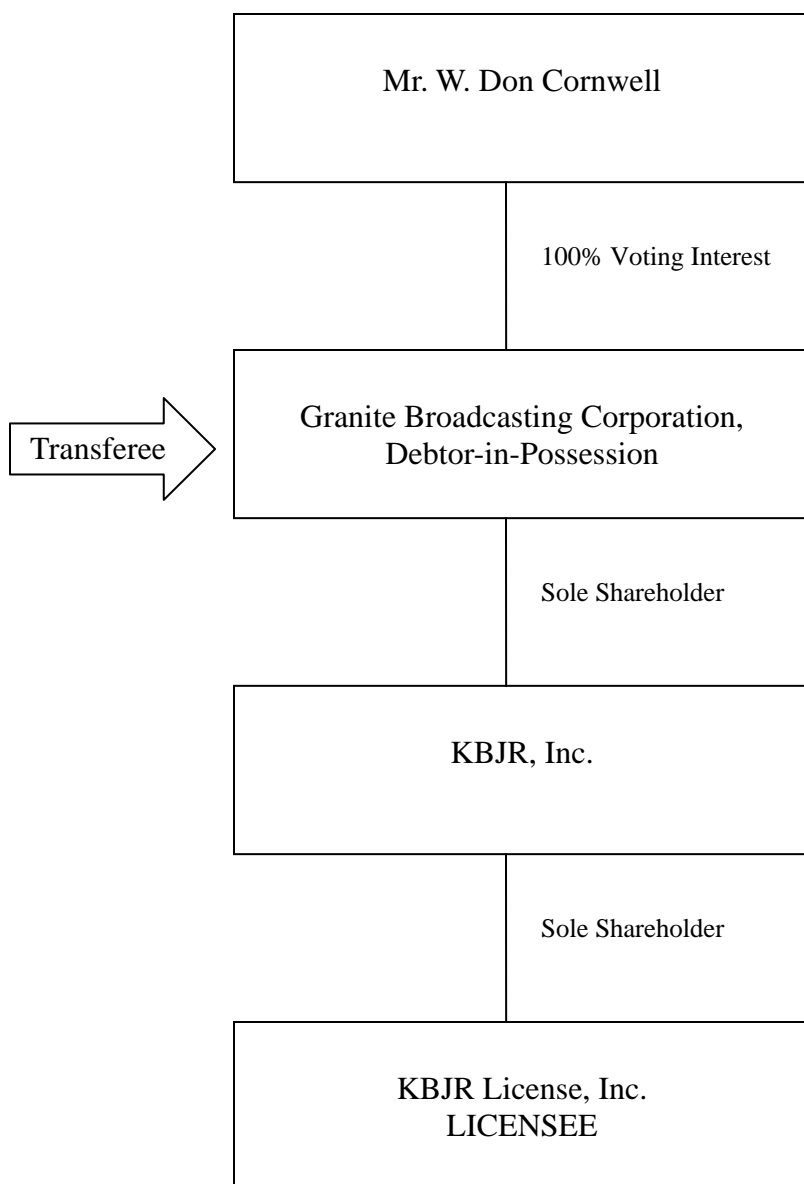 Mr. W. Don Cornwell
100% Voting Interest
Transferee
Granite Broadcasting Corporation,
Debtor-in-Possession
Sole Shareholder
KBJR, Inc.
Sole Shareholder
KBJR License, Inc.
LICENSEE